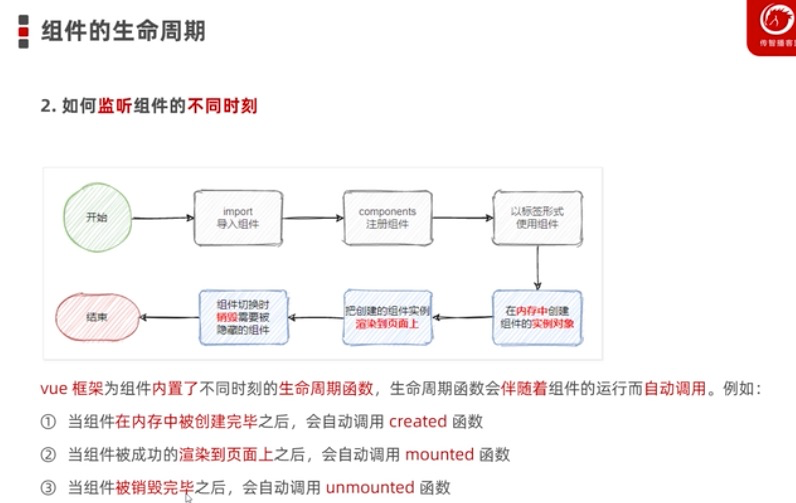 组件的生命周期
传智播客
2. 如何监听组件的不同时刻
开始
import
导入组件
components
注册组件
以标签形式
使用组件
在内存中创建
组件的实例对象
把创建的组件实例
渲染到页面上
组件切换时
销毁需要被
隐藏的组件
结束
vue 框架为组件内置了不同时刻的生命周期函数，生命周期函数会伴随着组件的运行而自动调用。例如：
① 当组件在内存中被创建完毕之后，会自动调用 created 函数
② 当组件被成功的渲染到页面上之后，会自动调用 mounted 函数
③ 当组件被销毁完毕之后，会自动调用 unmounted 函数